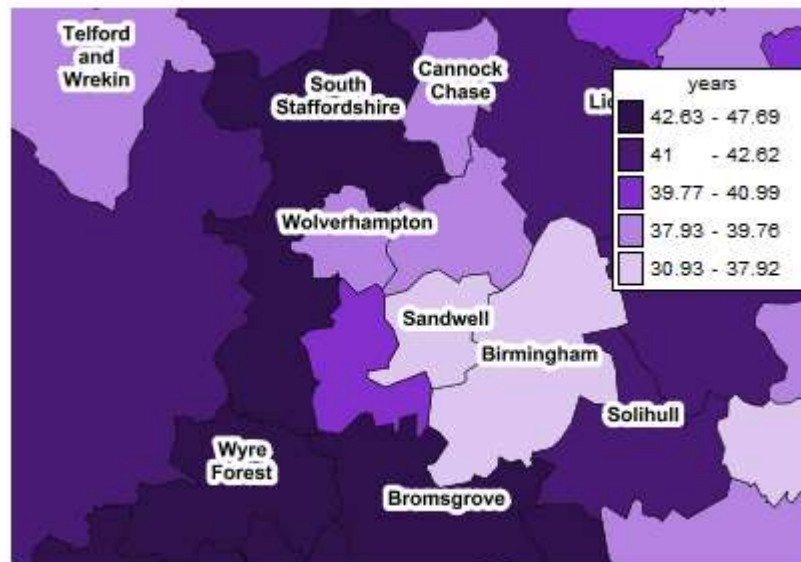 Telford
and
Wrekin
South
Staffordshire
Cannock
Chase
years
42.63 - 47.69
41 - 42.62
39.77 - 40.99
37.93 - 39.76
30.93 - 37.92
Wolverhampton
Sandwell
Birmingham
Solihull
Wyre
Forest
Bromsgrove